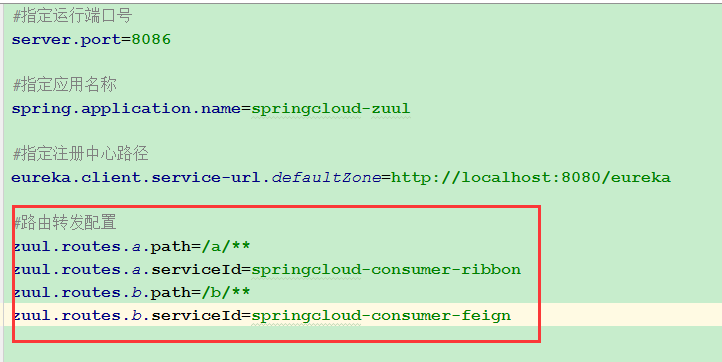 #指定运行端口号
server.port=8086
#指定应用名称
spring.application.name=springcloud-zuul
#指定注册中心路径
eureka.client.service-url.defaultZone=http://localhost:8080/eureka
#路由转发配置
zuul.routes.a.path=/a/**
zuul.routes.a.serviceId=springcloud-consumer-ribbon
zuul.routes.b.path=/b/**
zuul.routes.b.serviceId=springcloud-consumer-feign